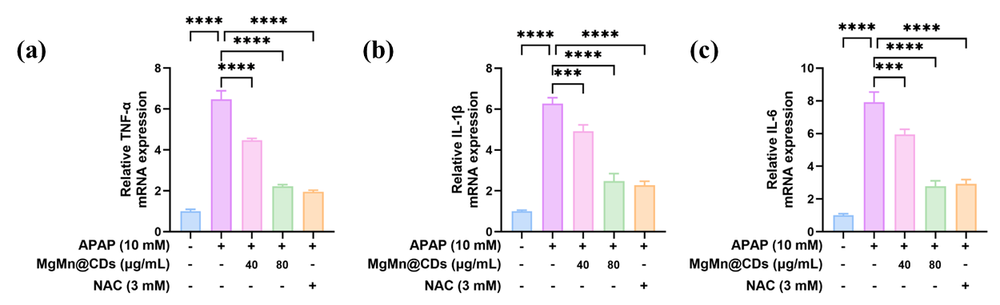 (a)
**** ****
****
****
Relative TNF-α
mRNA expression
8
6
4
2
0
APAP (10 mM) - + + + +
MgMn@CDs (μg/mL) - - 40 80 -
NAC (3 mM) - - - - +
(b)
**** ****
****
***
Relative IL-1β
mRNA expression
8
6
4
2
0
APAP (10 mM) - + + + +
MgMn@CDs (μg/mL) - - 40 80 -
NAC (3 mM) - - - - +
(c)
**** ****
****
***
Relative IL-6
mRNA expression
10
8
6
4
2
0
APAP (10 mM) - + + + +
MgMn@CDs (μg/mL) - - 40 80 -
NAC (3 mM) - - - - +